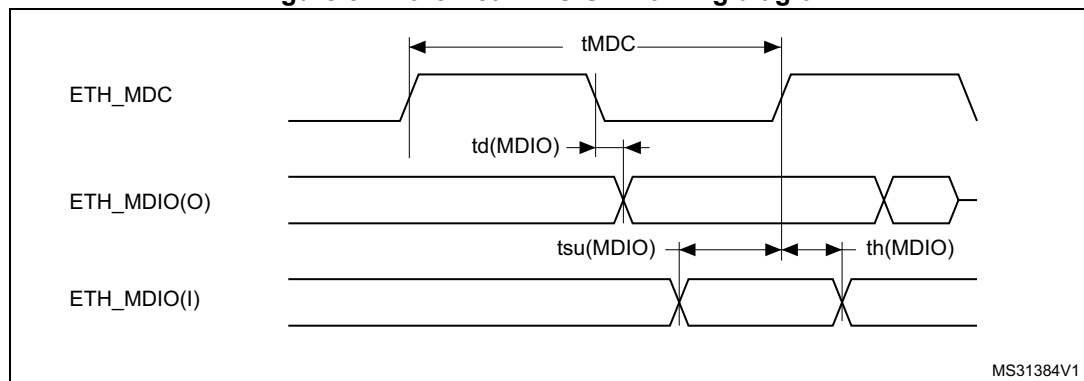 tMDC
ETH_MDC
td(MDIO)
ETH_MDIO(O)
tsu(MDIO)
th(MDIO)
ETH_MDIO(I)
MS31384V1